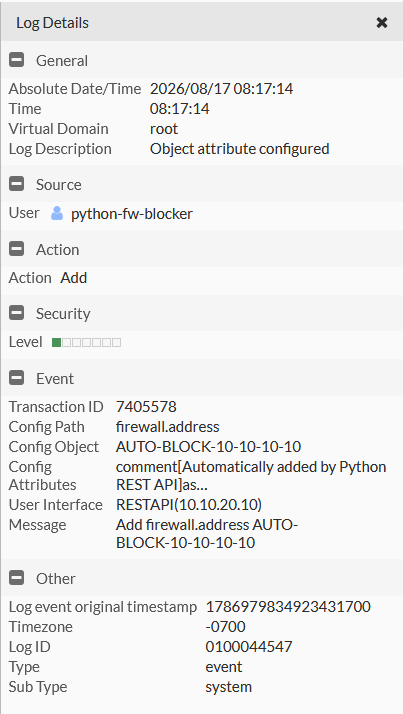 Log Details
General
Absolute Date/Time 2026/08/17 08:17:14
Time 08:17:14
Virtual Domain root
Log Description Object attribute configured
Source
User python-fw-blocker
Action
Action Add
Security
Level
Event
Transaction ID 7405578
Config Path firewall.address
Config Object AUTO-BLOCK-10-10-10-10
Config comment[Automatically added by Python
Attributes REST API]as...
User Interface RESTAPI(10.10.20.10)
Message Add firewall.address AUTO-
BLOCK-10-10-10-10
Other
Log event original timestamp 1786979834923431700
Timezone -0700
Log ID 0100044547
Type event
Sub Type system